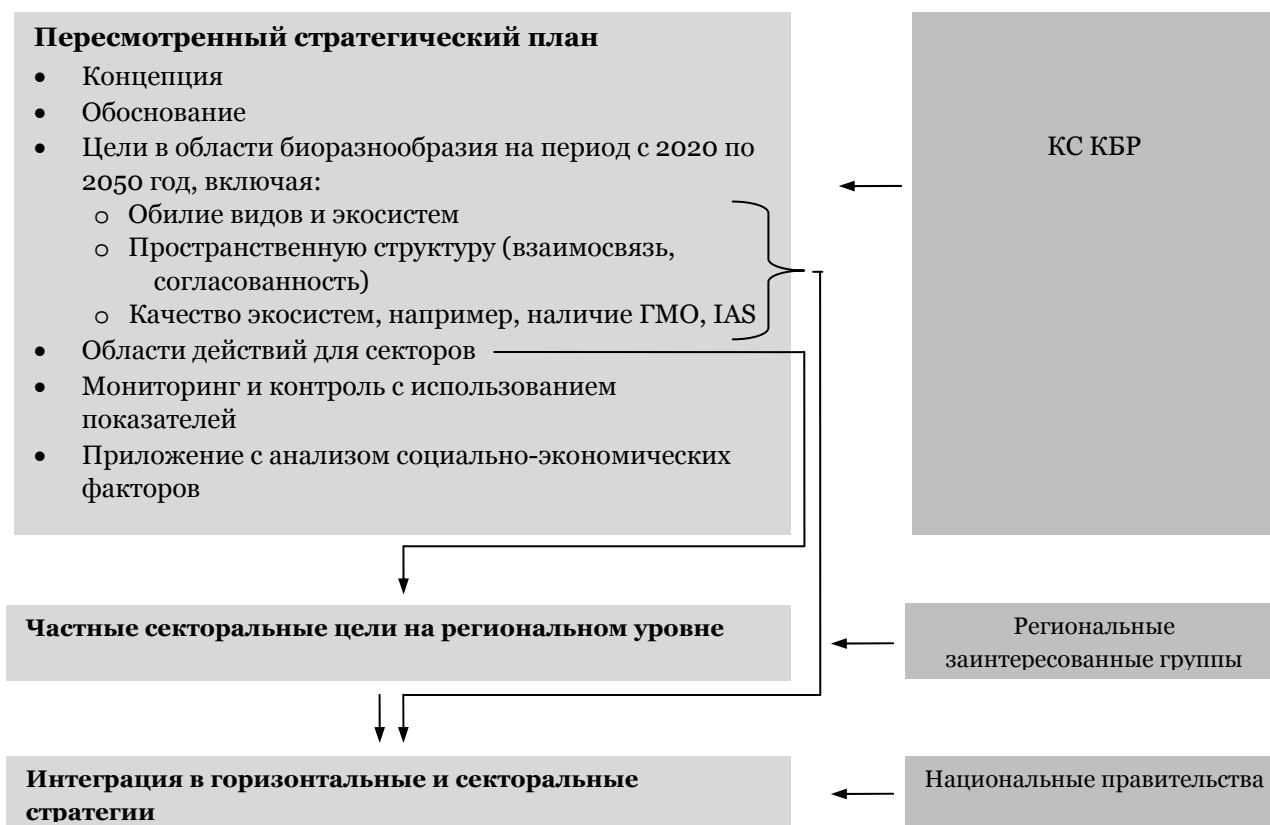 Пересмотренный стратегический план
• Концепция
• Обоснование
• Цели в области биоразнообразия на период с 2020 по
2050 год, включая:
o Обилие видов и экосистем
o Пространственную структуру (взаимосвязь,
согласованность)
o Качество экосистем, например, наличие ГМО, IAS
• Области действий для секторов
• Мониторинг и контроль с использованием
показателей
• Приложение с анализом социально-экономических
факторов
КС КБР
Частные секторальные цели на региональном уровне
Региональные
заинтересованные группы
Интеграция в горизонтальные и секторальные
стратегии
Национальные правительства